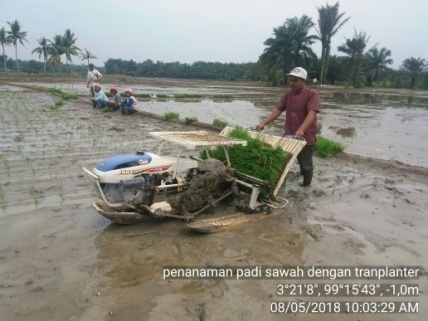 penanaman padi sawah dengan tranplanter
3°21'8", 99°15'43", -1,0m
08/05/2018 10:03:29 AM